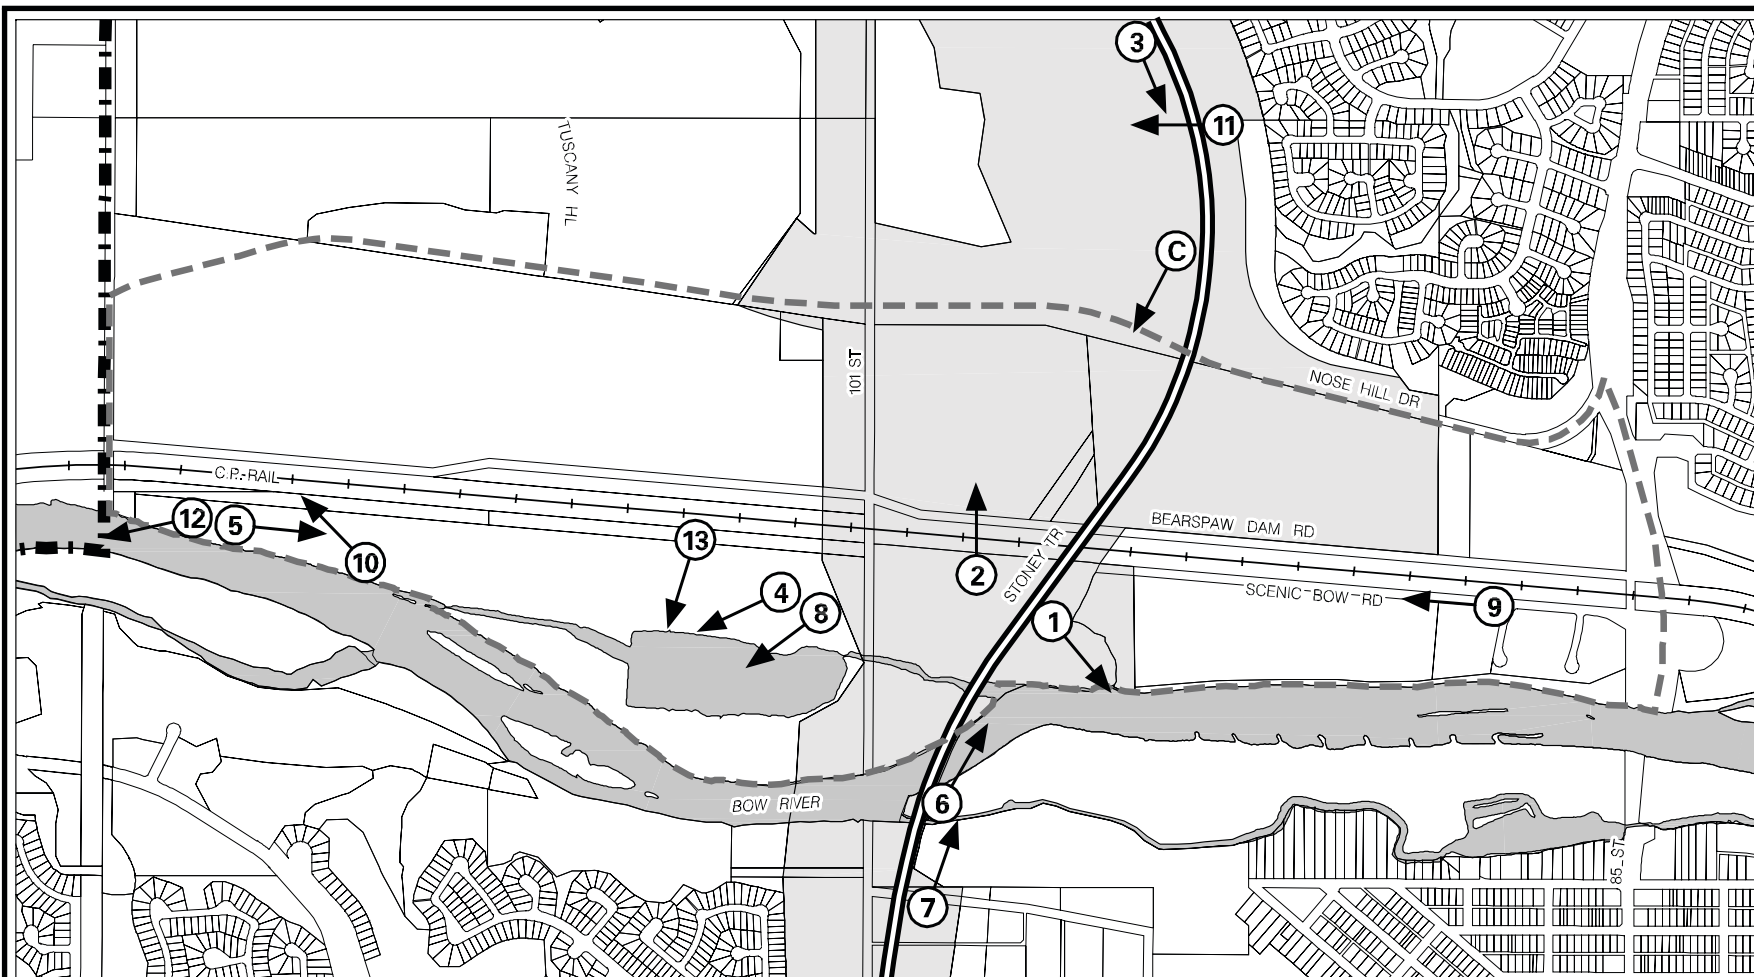 3
11
TUSCANY HL
C
101 ST
NOSE HILL DR
C.P. RAIL
12
5
10
13
BEARSPAW DAM RD
STONEY TR
2
4
8
SCENIC BOW RD
9
1
BOW RIVER
6
7
85 ST